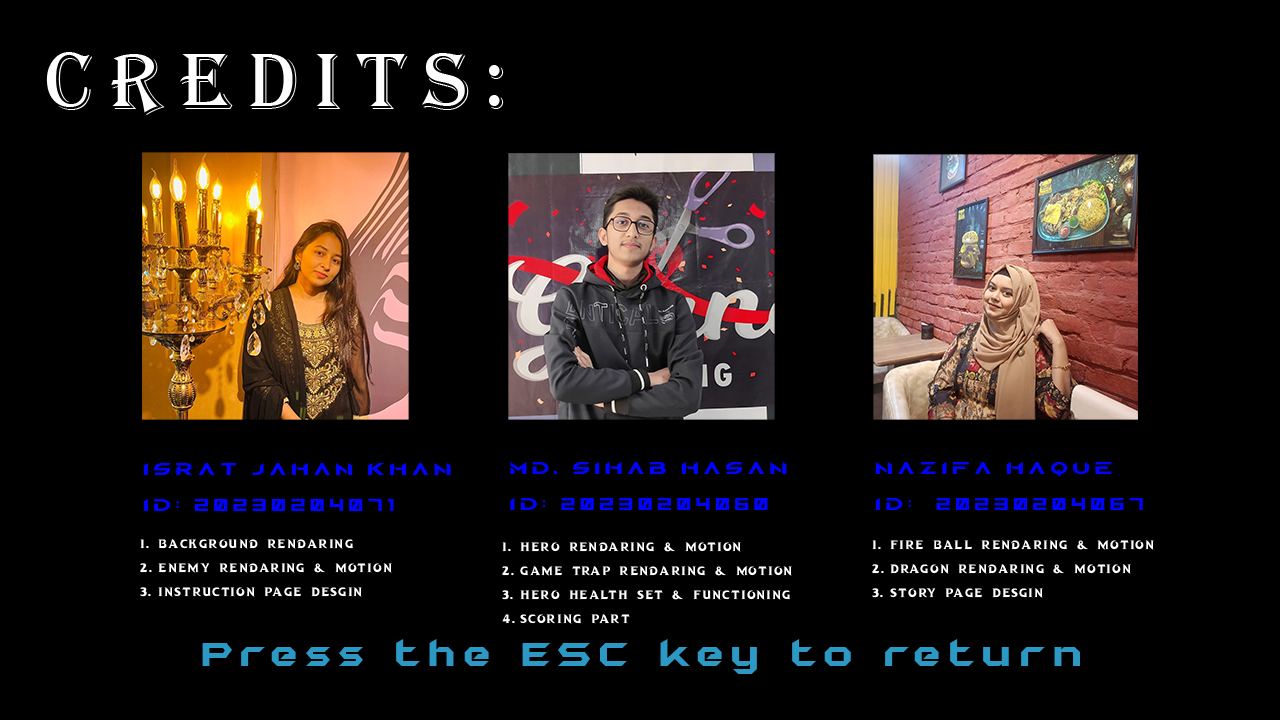 CREDITS:
ANTISALE
ISRAT JAHAN KHAN
ID: 20230204071
1. BACKGROUND RENDARING
2. ENEMY RENDARING & MOTION
3. INSTRUCTION PAGE DESGIN
MD. SIHAB HASAN
ID: 20230204060
1. HERO RENDARING & MOTION
2. GAME TRAP RENDARING & MOTION
3. HERO HEALTH SET & FUNCTIONING
4. SCORING PART
NAZIFA HAQUE
ID: 20230204067
1. FIRE BALL RENDARING & MOTION
2. DRAGON RENDARING & MOTION
3. STORY PAGE DESGIN
Press the ESC key to return